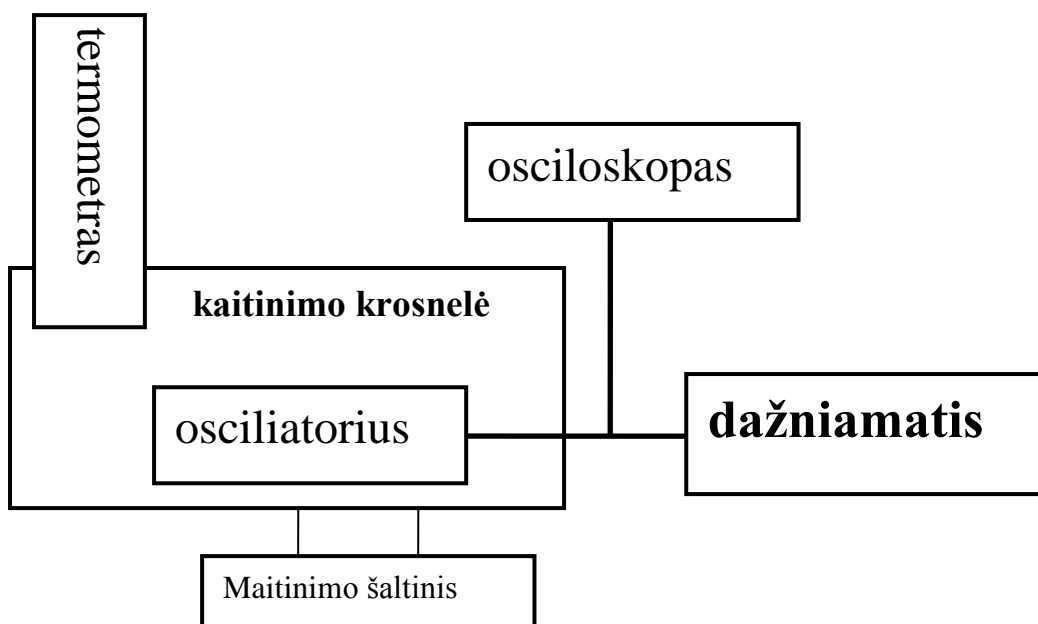 termometras
osciloskopas
kaitinimo krosnelė
osciliatorius
dažniamatis
Maitinimo šaltinis